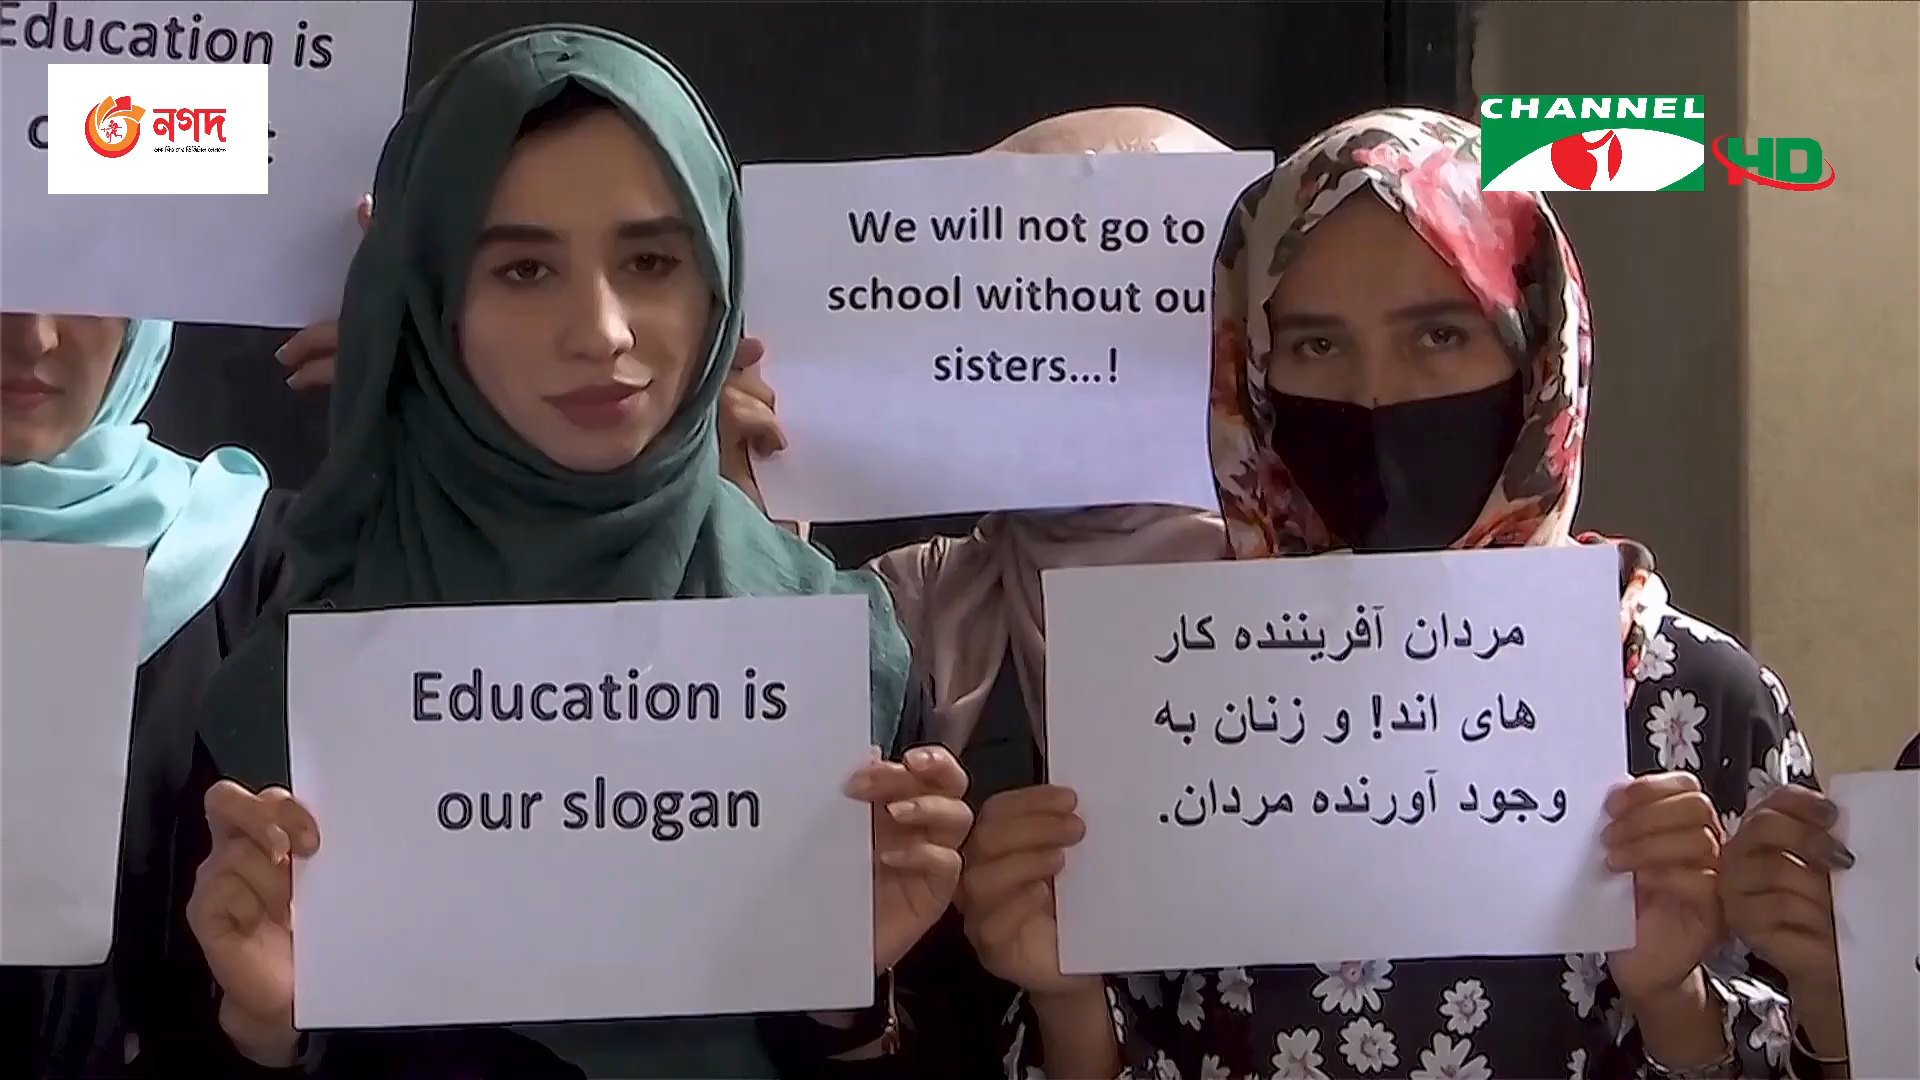 Education is
নগদ
CHANNEL
HD
We will not go to
school without ou
sisters...!
Education is
our slogan
مردان آفریننده کار
های اند! و زنان به
وجود آورنده مردان.